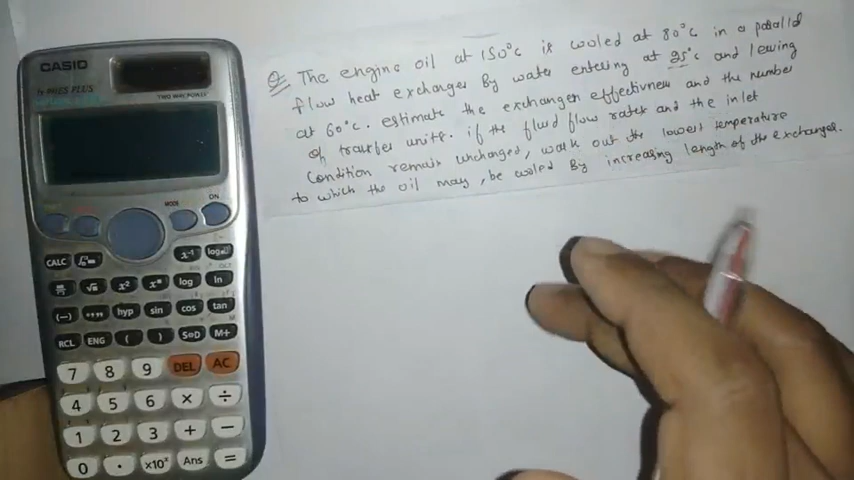 CASIO
TWO WAY POWER
Q. The engine oil at 150°c is cooled at 80°c in a parallel
flow heat exchanger By water entering at 25°c and leaving
at 60°c. estimate the exchanger effectivness and the number
of transfer units. if the fluid flow rates and the inlet
Condition remain unchanged, work out the lowest temperature
to which the oil may, be cooled By increasing length of the exchanger.
MODE ON
CALC
log ln
(-) hyp sin cos tan
RCL ENG ( ) S⇔D M+
7 8 9 DEL AC
4 5 6 × ÷
1 2 3 + −
0 . ×10ˣ Ans =